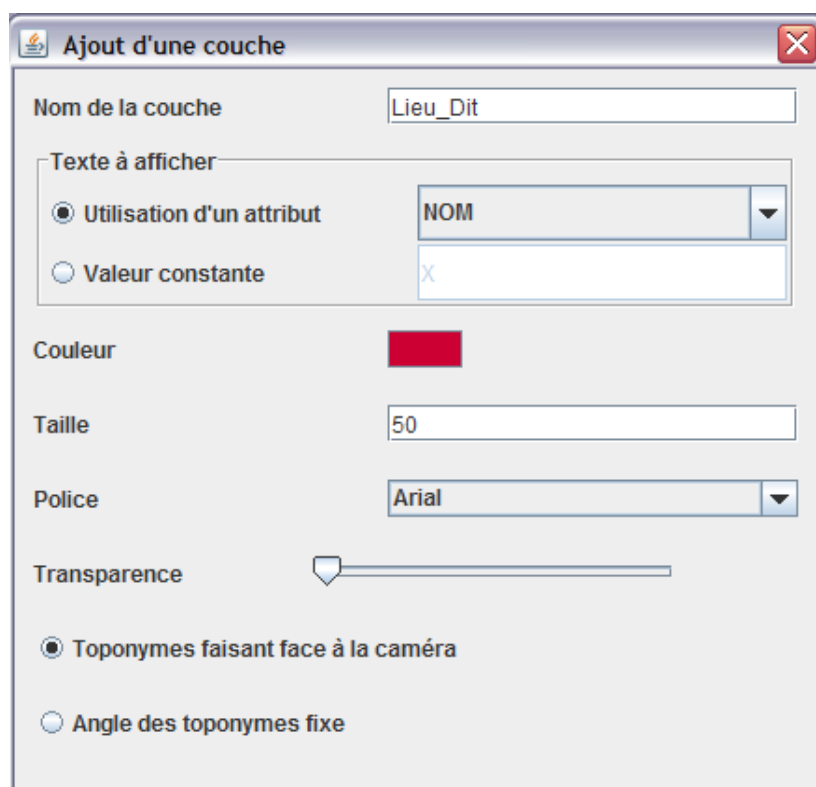 Ajout d'une couche
Nom de la couche Lieu_Dit
Texte à afficher
Utilisation d'un attribut NOM
Valeur constante X
Couleur
Taille 50
Police Arial
Transparence
Toponymes faisant face à la caméra
Angle des toponymes fixe